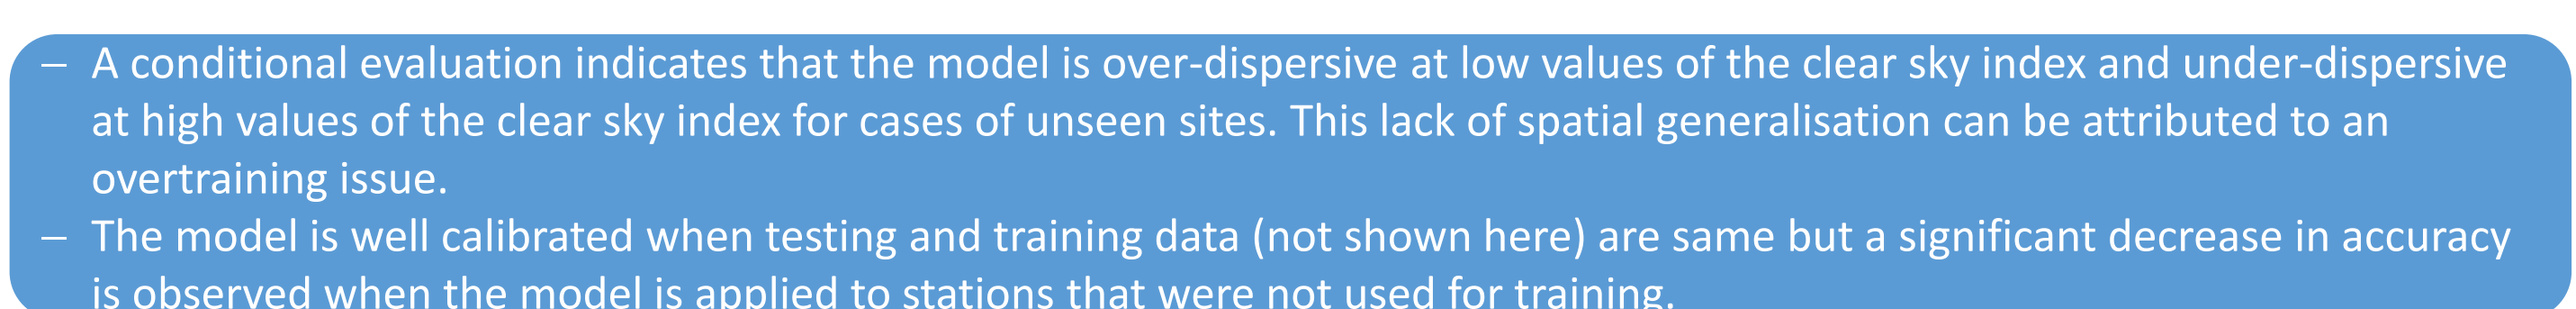 – A conditional evaluation indicates that the model is over-dispersive at low values of the clear sky index and under-dispersive
at high values of the clear sky index for cases of unseen sites. This lack of spatial generalisation can be attributed to an
overtraining issue.
– The model is well calibrated when testing and training data (not shown here) are same but a significant decrease in accuracy
is observed when the model is applied to stations that were not used for training.